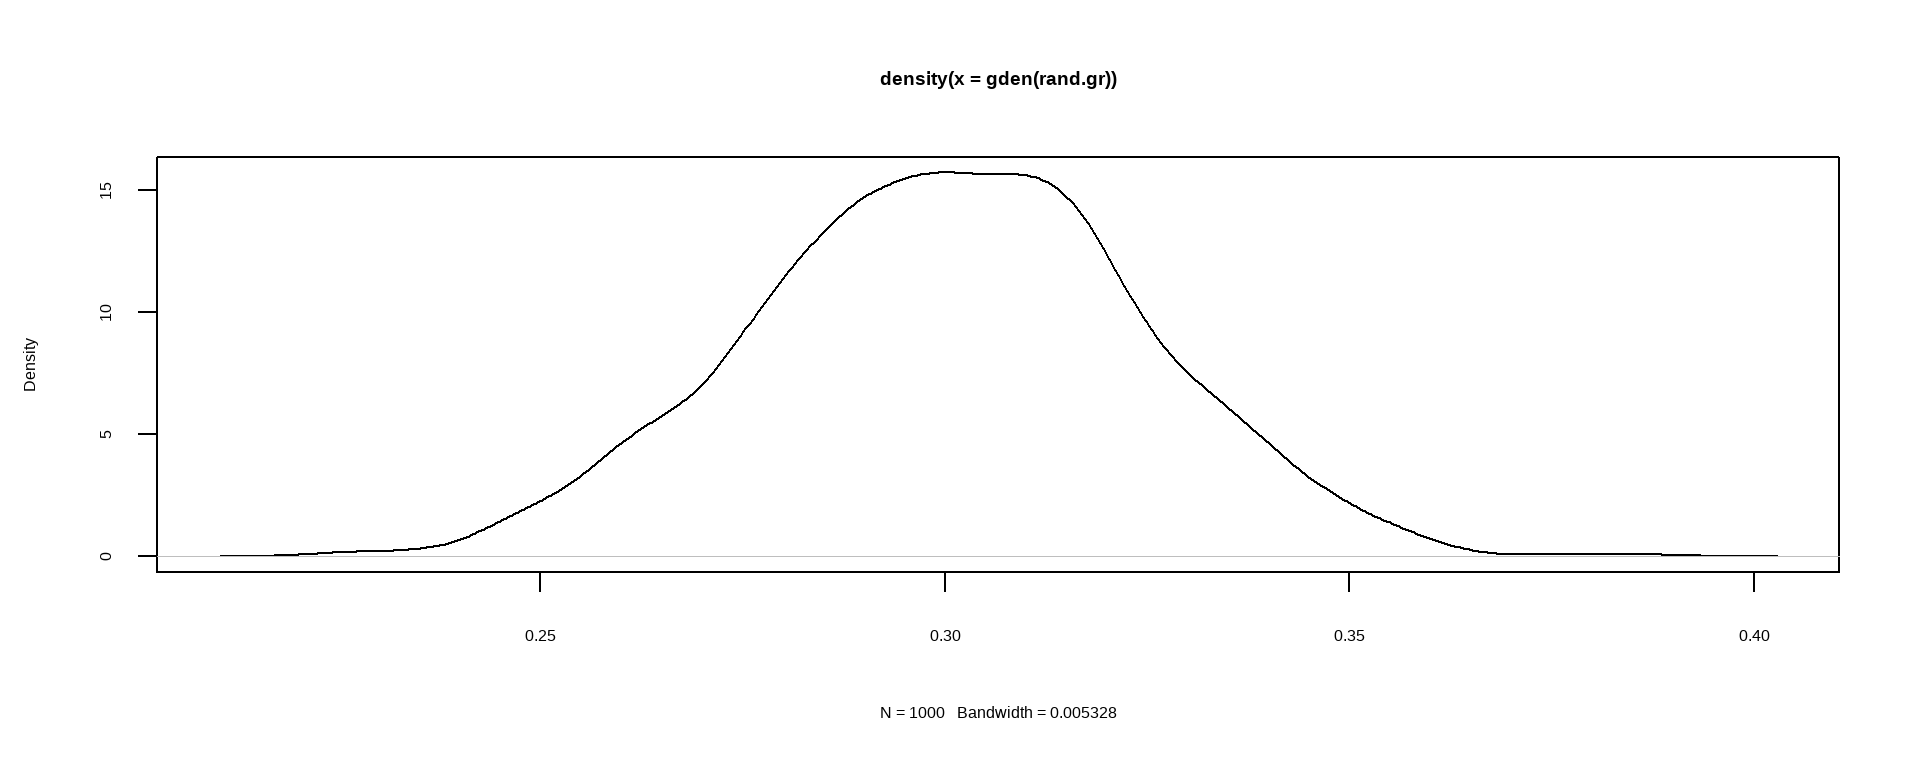 density(x = gden(rand.gr))
15
10
5
0
Density
0.25 0.30 0.35 0.40
N = 1000   Bandwidth = 0.005328